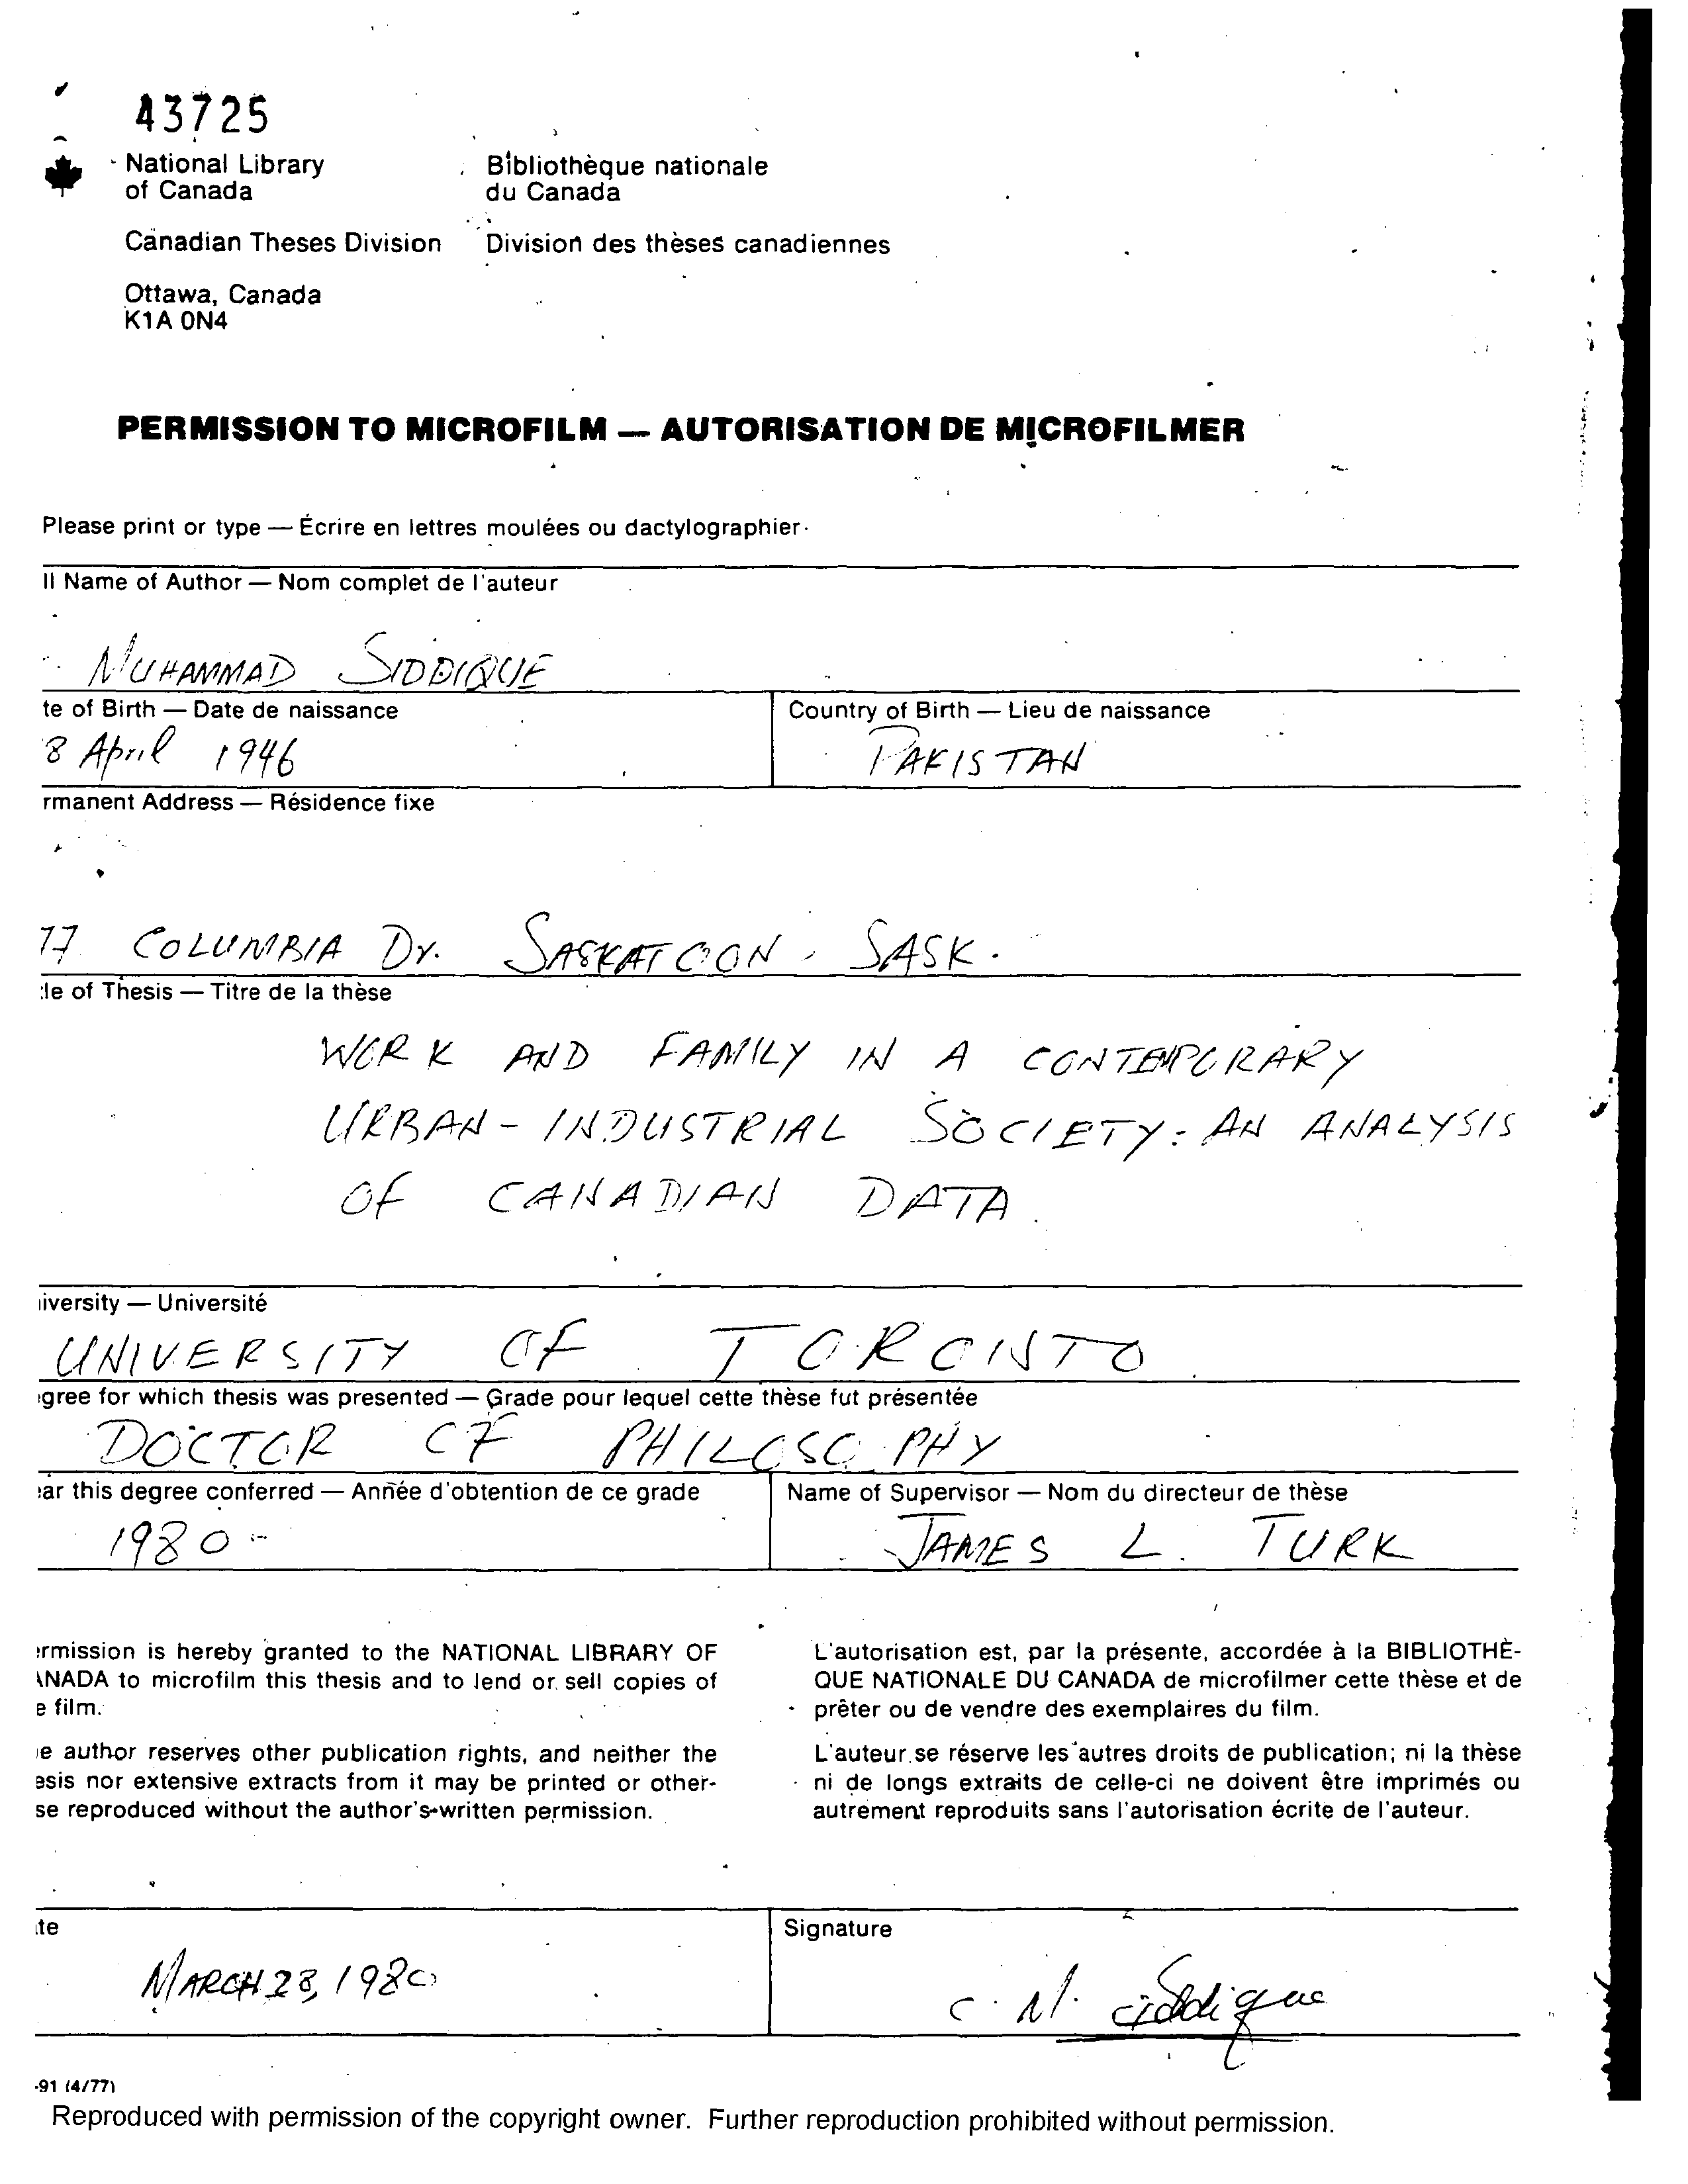 43725
National Library of Canada
Bibliothèque nationale du Canada
Canadian Theses Division
Division des thèses canadiennes
Ottawa, Canada
K1A 0N4
PERMISSION TO MICROFILM — AUTORISATION DE MICROFILMER
Please print or type — Écrire en lettres moulées ou dactylographier
ll Name of Author — Nom complet de l'auteur
MUHAMMAD SIDDIQUE
te of Birth — Date de naissance
Country of Birth — Lieu de naissance
8 April 1946
PAKISTAN
rmanent Address — Résidence fixe
77 COLUMBIA Dr. SASKATOON, SASK.
le of Thesis — Titre de la thèse
WORK AND FAMILY IN A CONTEMPORARY
URBAN-INDUSTRIAL SOCIETY: AN ANALYSIS
OF CANADIAN DATA.
iversity — Université
UNIVERSITY OF TORONTO
gree for which thesis was presented — Grade pour lequel cette thèse fut présentée
DOCTOR OF PHILOSOPHY
ar this degree conferred — Année d'obtention de ce grade
Name of Supervisor — Nom du directeur de thèse
1980
JAMES L. TURK
ermission is hereby granted to the NATIONAL LIBRARY OF
ANADA to microfilm this thesis and to lend or sell copies of
e film.
e author reserves other publication rights, and neither the
esis nor extensive extracts from it may be printed or other-
se reproduced without the author's written permission.
L'autorisation est, par la présente, accordée à la BIBLIOTHÈ-
QUE NATIONALE DU CANADA de microfilmer cette thèse et de
prêter ou de vendre des exemplaires du film.
L'auteur se réserve les autres droits de publication; ni la thèse
ni de longs extraits de celle-ci ne doivent être imprimés ou
autrement reproduits sans l'autorisation écrite de l'auteur.
te
Signature
MARCH 28, 1980
C. M. Siddique
-91 (4/77)
Reproduced with permission of the copyright owner. Further reproduction prohibited without permission.